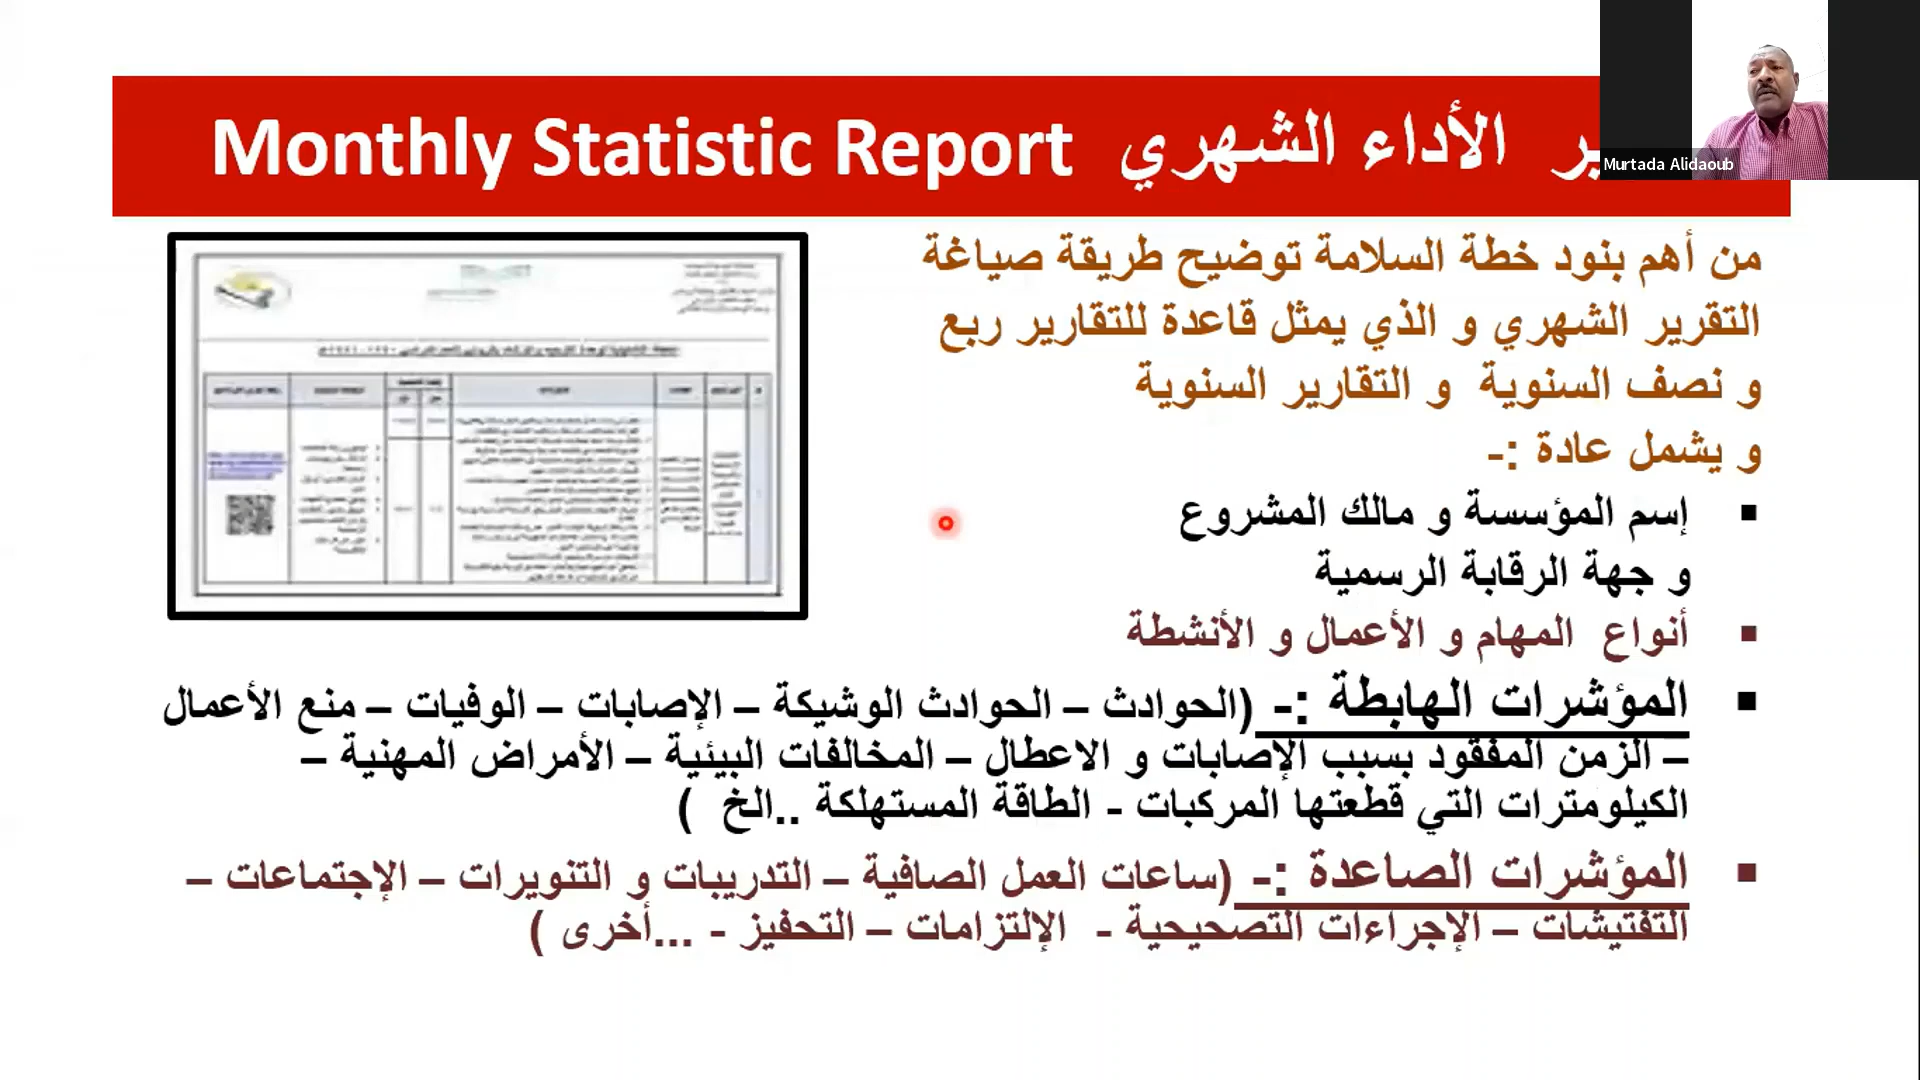 ير الأداء الشهري Monthly Statistic Report
Murtada Alidaoub
من أهم بنود خطة السلامة توضيح طريقة صياغة
التقرير الشهري و الذي يمثل قاعدة للتقارير ربع
و نصف السنوية و التقارير السنوية
و يشمل عادة :-
▪ إسم المؤسسة و مالك المشروع
و جهة الرقابة الرسمية
▪ أنواع المهام و الأعمال و الأنشطة
▪ المؤشرات الهابطة :- (الحوادث – الحوادث الوشيكة – الإصابات – الوفيات – منع الأعمال
– الزمن المفقود بسبب الإصابات و الاعطال – المخالفات البيئية – الأمراض المهنية –
الكيلومترات التي قطعتها المركبات - الطاقة المستهلكة ..الخ )
▪ المؤشرات الصاعدة :- (ساعات العمل الصافية – التدريبات و التنويرات – الإجتماعات –
التفتيشات – الإجراءات التصحيحية - الإلتزامات – التحفيز - ...أخرى )